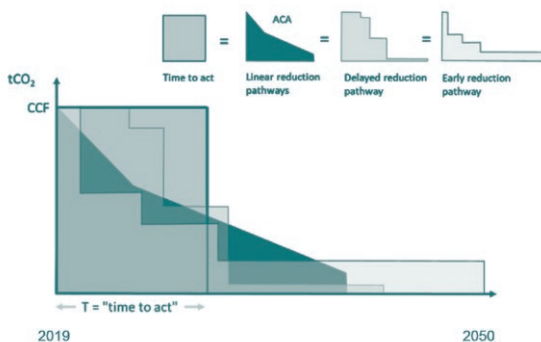 =
ACA
=
=
Time to act
Linear reduction
pathways
Delayed reduction
pathway
Early reduction
pathway
tCO₂
CCF
T = "time to act"
2019
2050